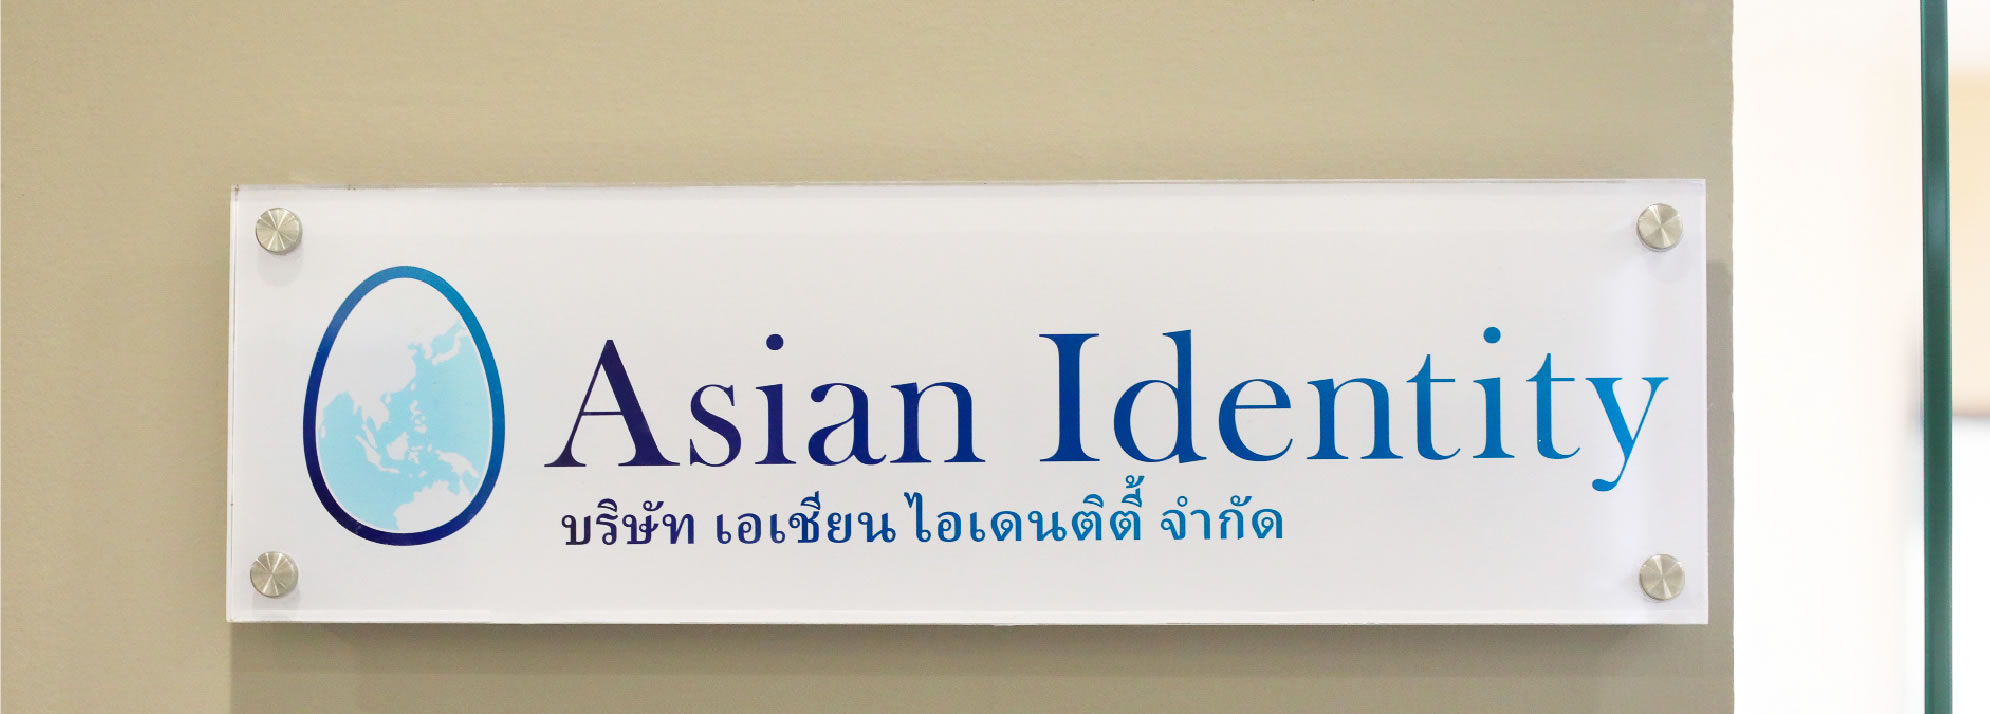 Asian Identity
บริษัท เอเชียน ไอเดนติตี้ จำกัด